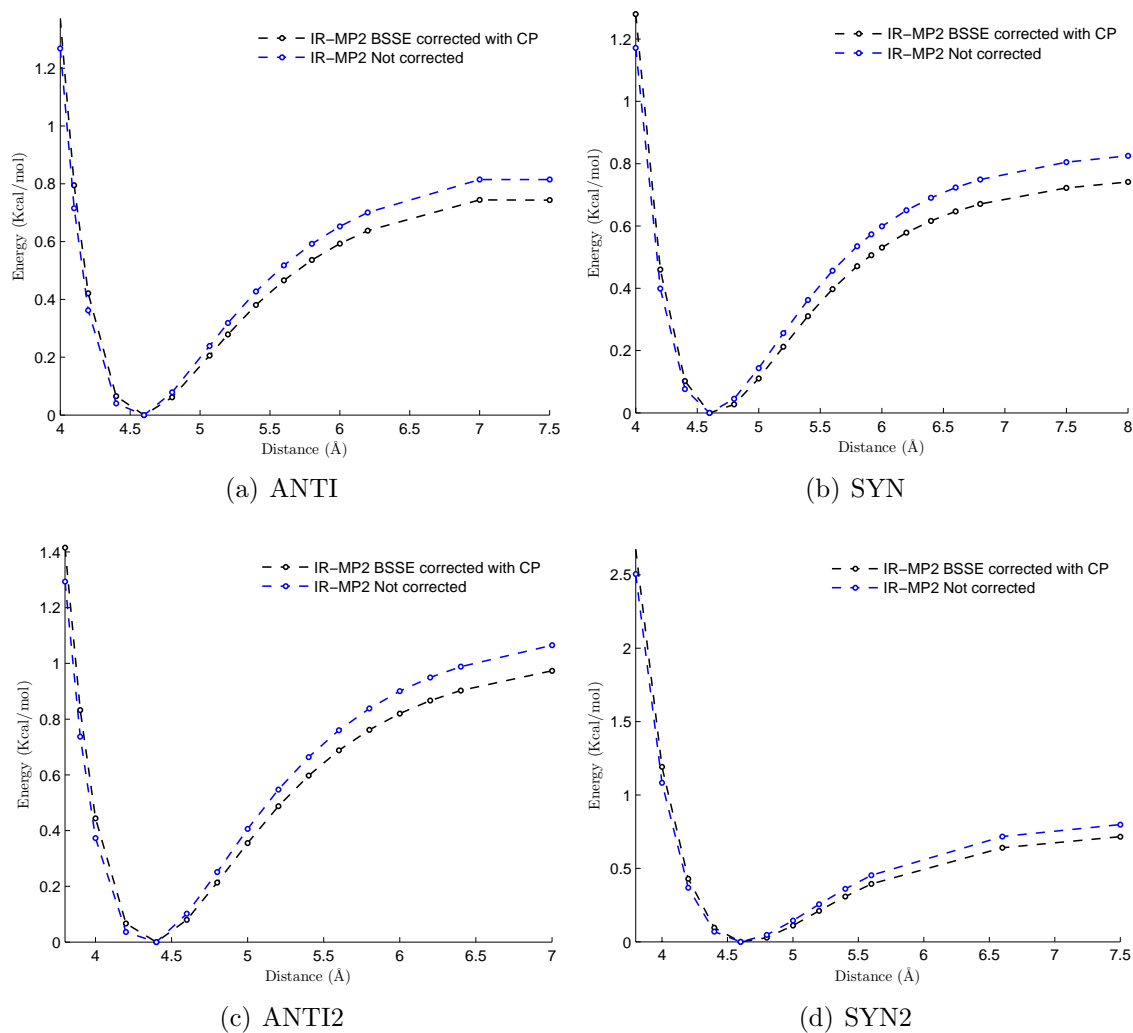 IR−MP2 BSSE corrected with CP
IR−MP2 Not corrected
Energy (Kcal/mol)
1.2
1
0.8
0.6
0.4
0.2
0
4 4.5 5 5.5 6 6.5 7 7.5
Distance (Å)
(a) ANTI
IR−MP2 BSSE corrected with CP
IR−MP2 Not corrected
Energy (Kcal/mol)
1.2
1
0.8
0.6
0.4
0.2
0
4 4.5 5 5.5 6 6.5 7 7.5 8
Distance (Å)
(b) SYN
IR−MP2 BSSE corrected with CP
IR−MP2 Not corrected
Energy (Kcal/mol)
1.4
1.2
1
0.8
0.6
0.4
0.2
0
4 4.5 5 5.5 6 6.5 7
Distance (Å)
(c) ANTI2
IR−MP2 BSSE corrected with CP
IR−MP2 Not corrected
Energy (Kcal/mol)
2.5
2
1.5
1
0.5
0
4 4.5 5 5.5 6 6.5 7 7.5
Distance (Å)
(d) SYN2